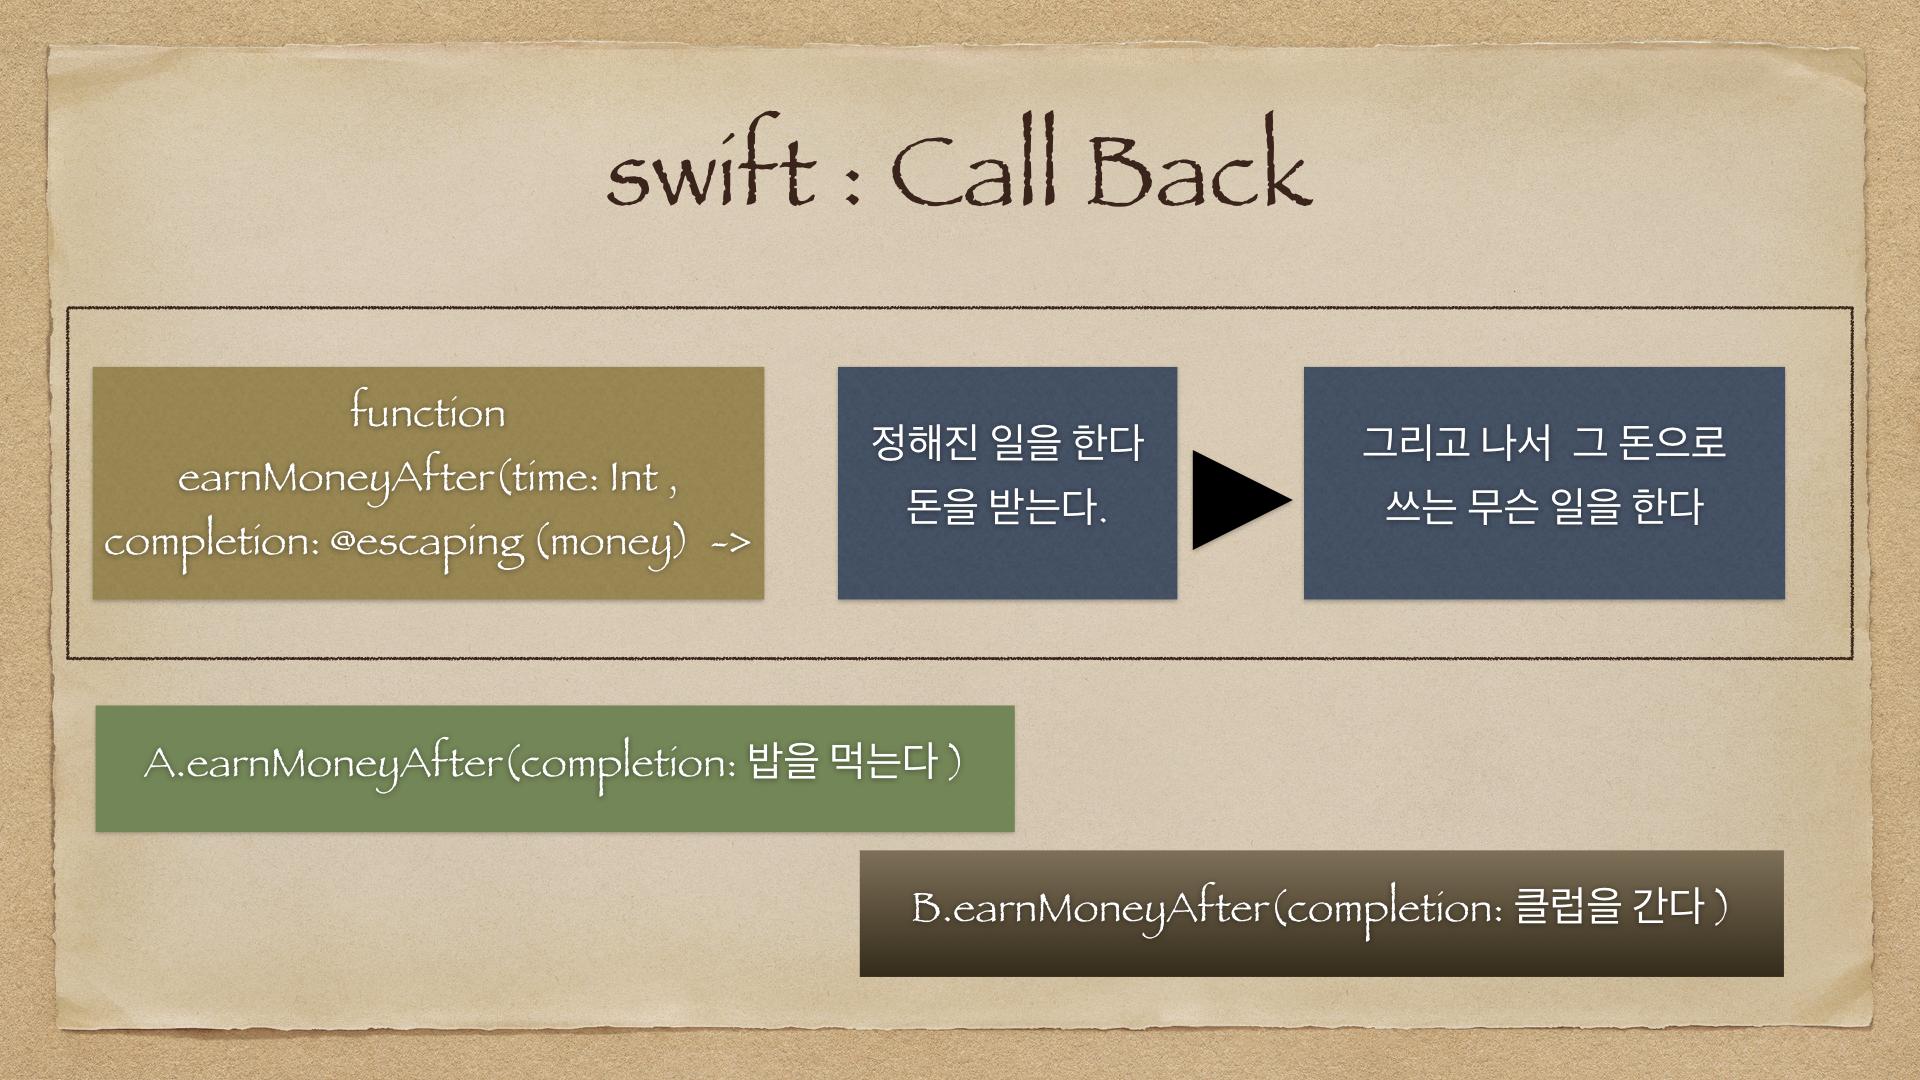 swift : Call Back
function
earnMoneyAfter(time: Int ,
completion: @escaping (money)  ->
정해진 일을 한다
돈을 받는다.
그리고 나서  그 돈으로
쓰는 무슨 일을 한다
A.earnMoneyAfter(completion: 밥을 먹는다 )
B.earnMoneyAfter(completion: 클럽을 간다 )